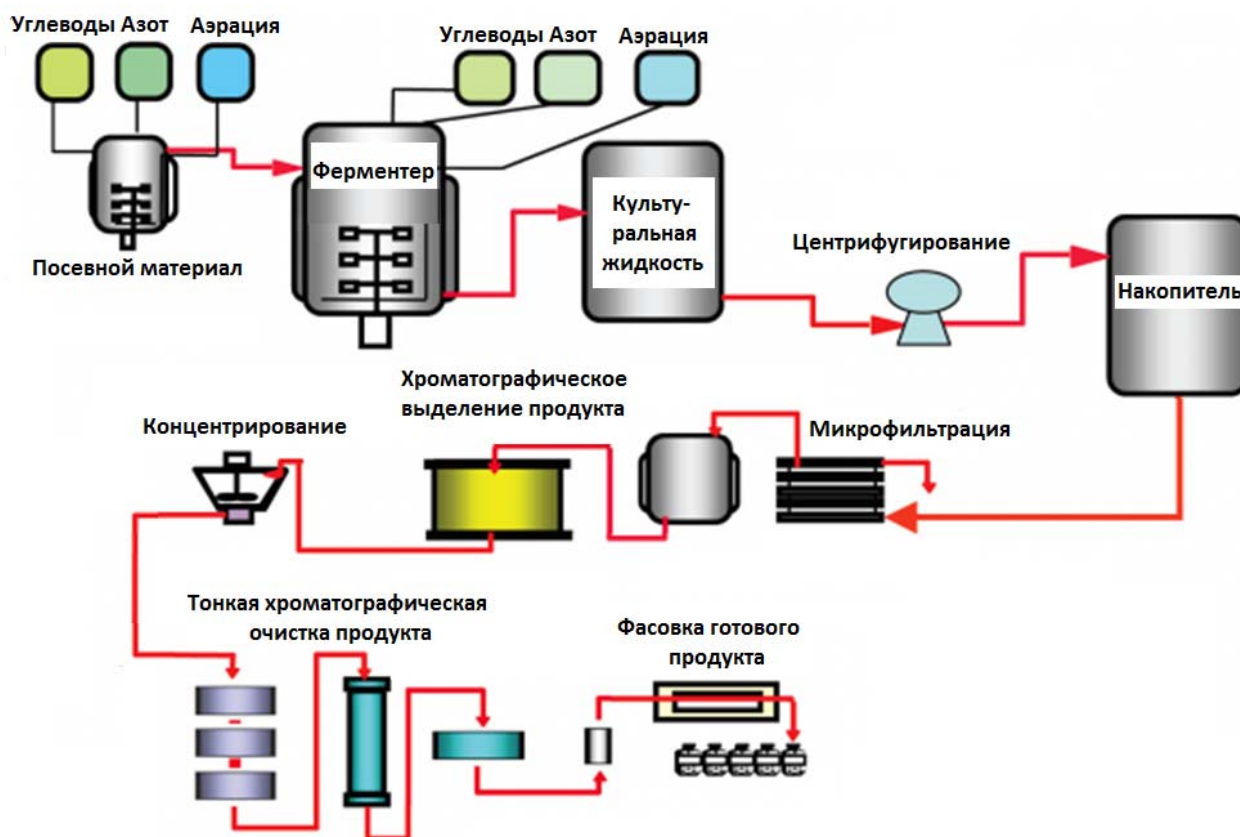 Углеводы Азот Аэрация
Углеводы Азот Аэрация
Ферментер
Посевной материал
Культу-
ральная
жидкость
Центрифугирование
Накопитель
Хроматографическое
выделение продукта
Концентрирование
Микрофильтрация
Тонкая хроматографическая
очистка продукта
Фасовка готового
продукта